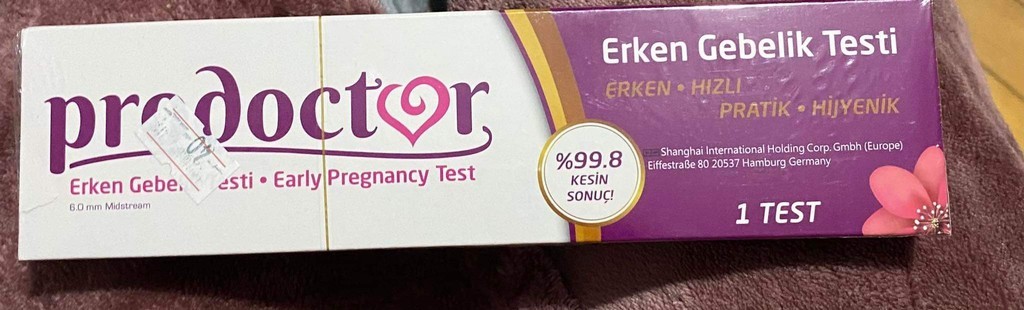 prodoctor
Erken Gebe esti • Early Pregnancy Test
6.0 mm Midstream
Erken Gebelik Testi
ERKEN • HIZLI
PRATİK • HİJYENİK
%99.8
KESİN
SONUÇ!
Shanghai International Holding Corp. Gmbh (Europe)
Eiffestraße 80 20537 Hamburg Germany
1 TEST